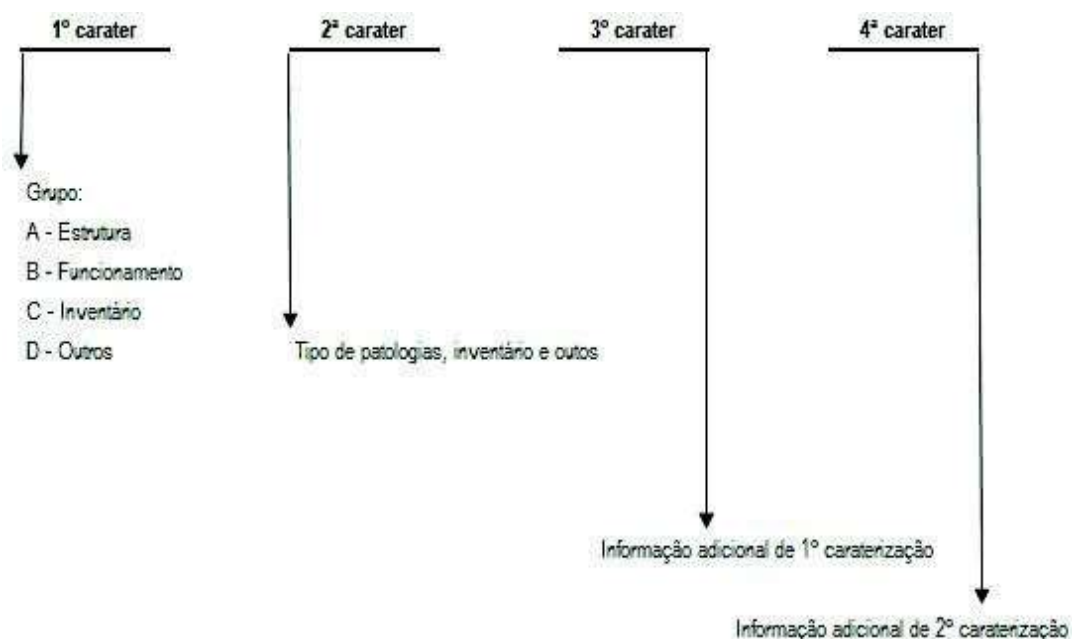 1º carater
2ª carater
3º carater
4ª carater
Grupo:
A - Estrutura
B - Funcionamento
C - Inventário
D - Outros
Tipo de patologias, inventário e outos
Informação adicional de 1º caraterização
Informação adicional de 2º caraterização